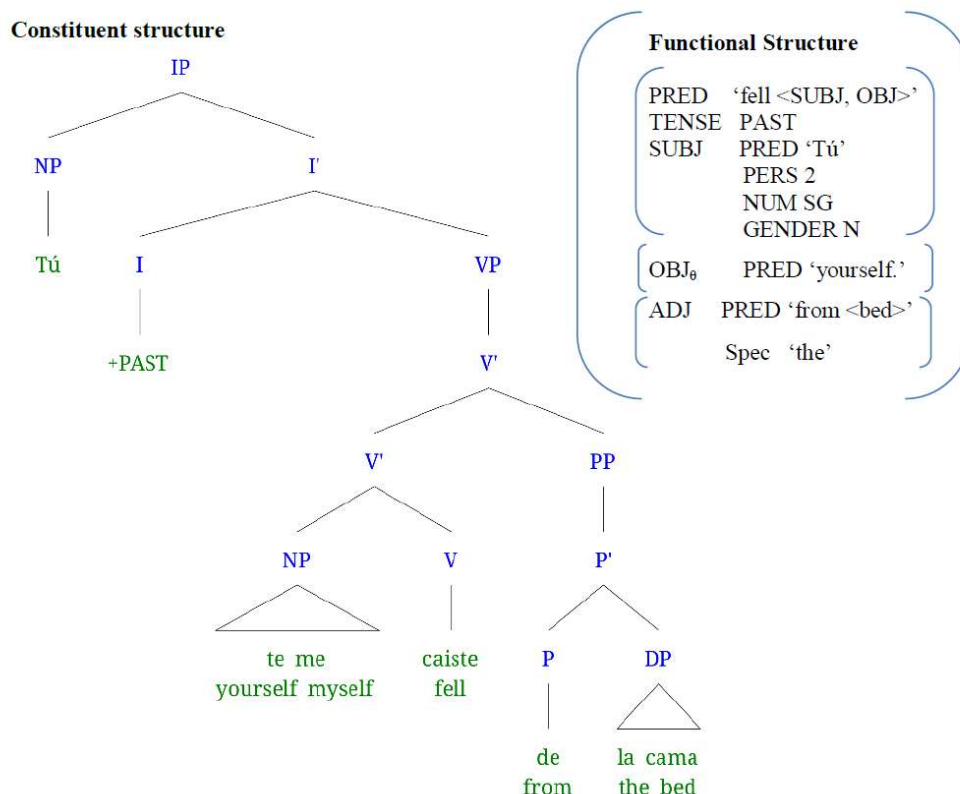 Constituent structure
IP
NP I'
Tú I VP
+PAST V'
V' PP
NP V P'
te me caiste P DP
yourself myself fell
de la cama
from the bed
Functional Structure
PRED ‘fell <SUBJ, OBJ>’
TENSE PAST
SUBJ PRED ‘Tú’
PERS 2
NUM SG
GENDER N
OBJθ PRED ‘yourself.’
ADJ PRED ‘from <bed>’
Spec ‘the’